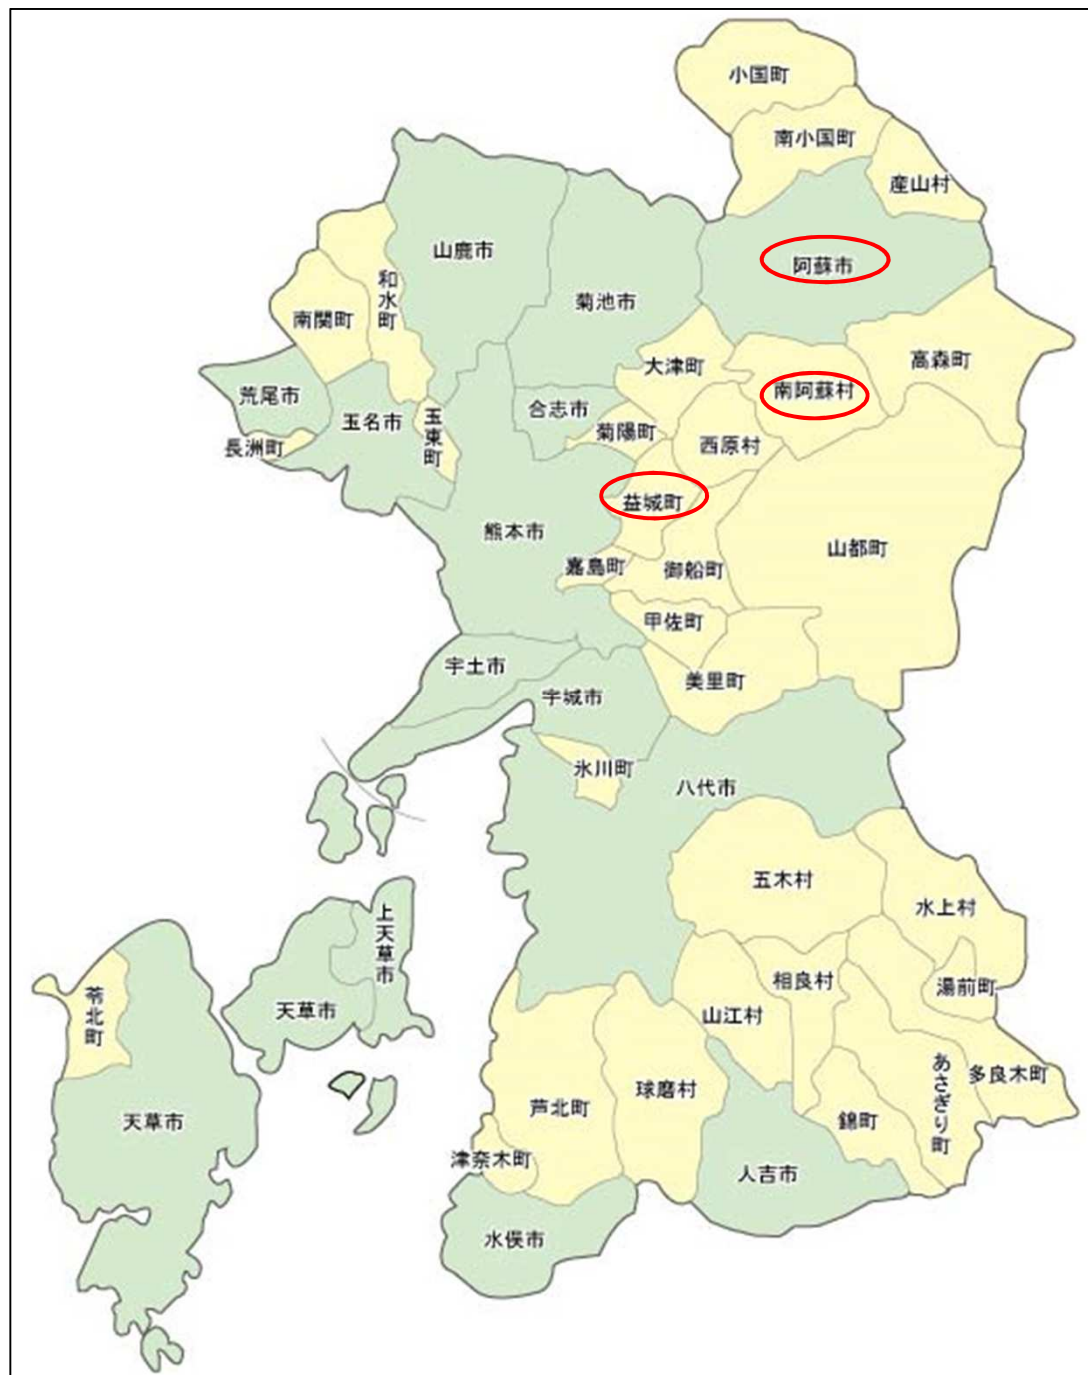 小国町
南小国町
産山村
山鹿市
阿蘇市
和水町
菊池市
南関町
大津町
高森町
荒尾市
南阿蘇村
合志市
玉名市
玉東町
菊陽町
西原村
長洲町
益城町
熊本市
山都町
嘉島町
御船町
甲佐町
宇土市
美里町
宇城市
氷川町
八代市
五木村
水上村
上天草市
相良村
湯前町
苓北町
天草市
山江村
多良木町
球磨村
あさぎり町
芦北町
天草市
錦町
津奈木町
人吉市
水俣市